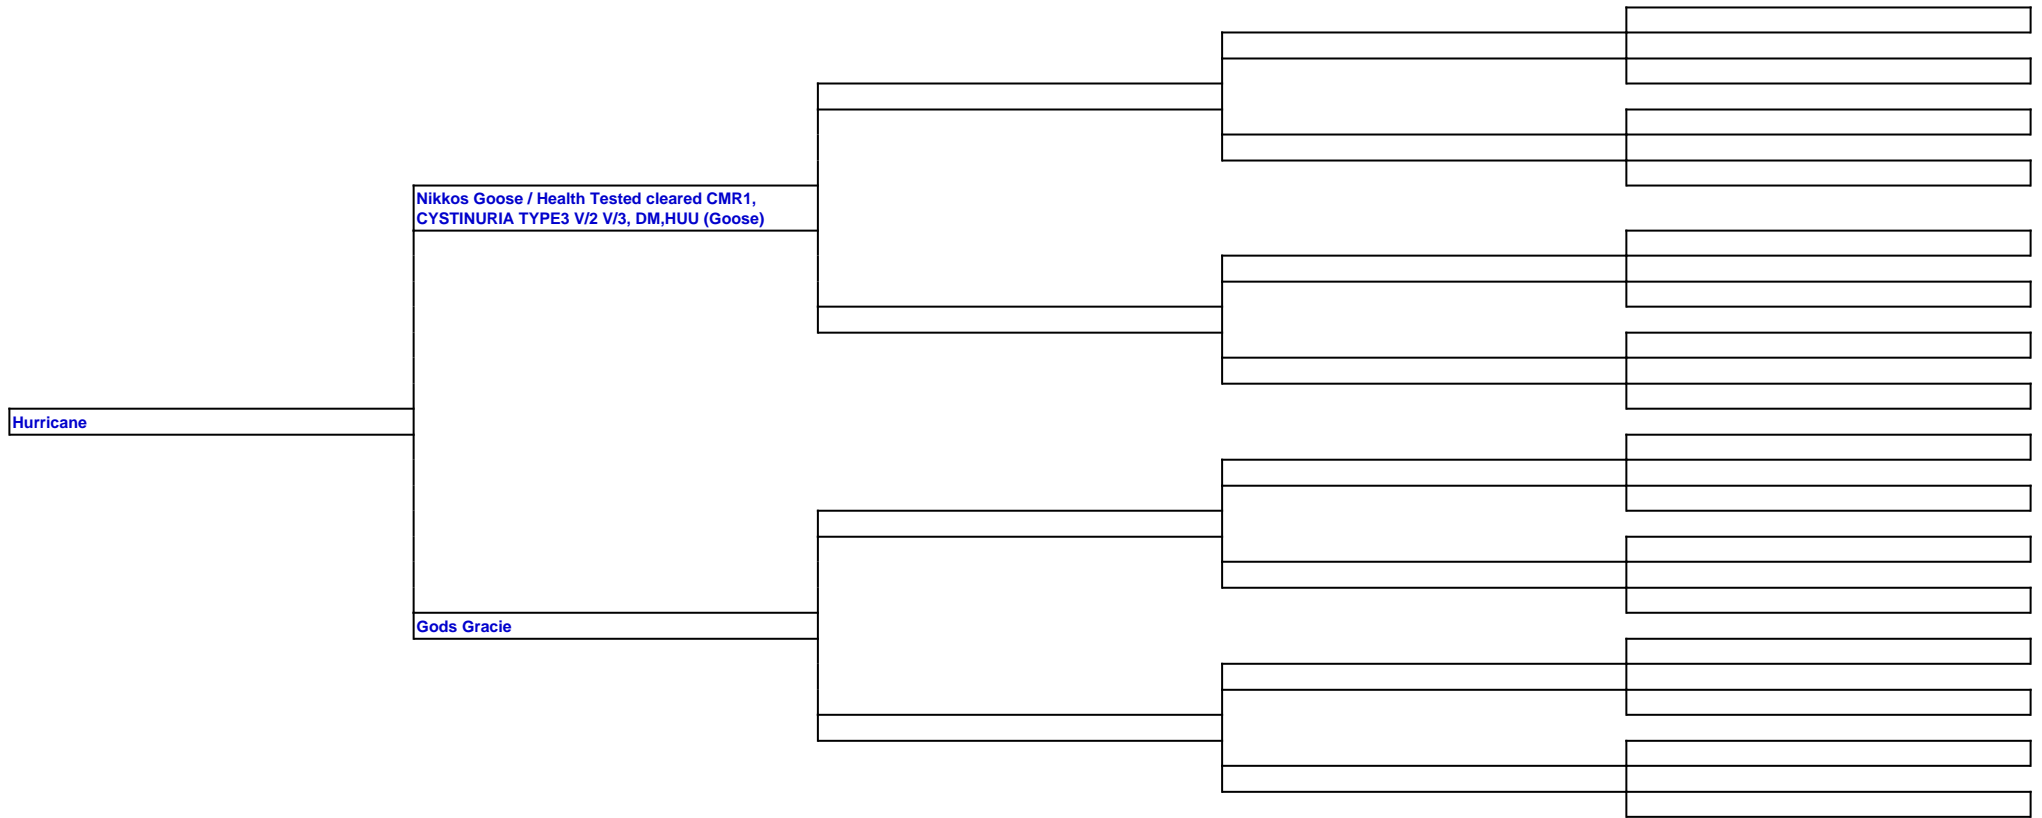 Nikkos Goose / Health Tested cleared CMR1,
CYSTINURIA TYPE3 V/2 V/3, DM,HUU (Goose)
Hurricane
Gods Gracie